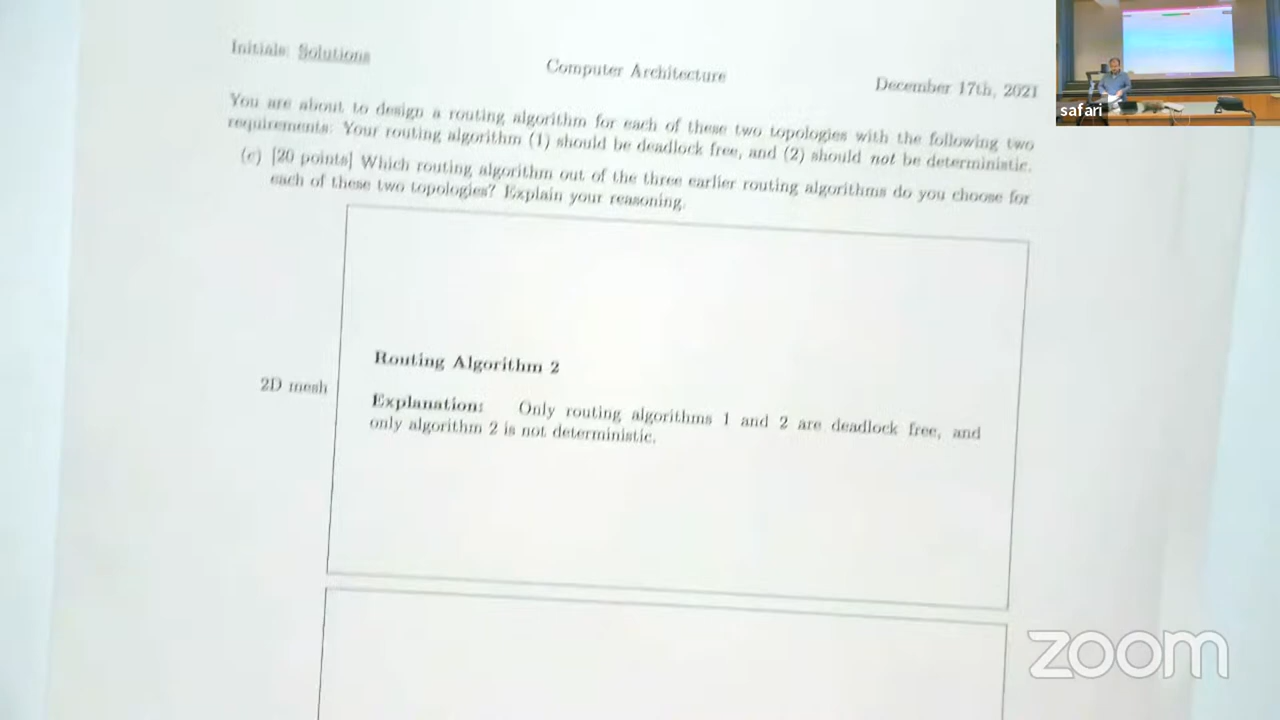 Initials: Solutions
Computer Architecture
December 17th, 2021
You are about to design a routing algorithm for each of these two topologies with the following two
requirements: Your routing algorithm (1) should be deadlock free, and (2) should not be deterministic.
(c) [20 points] Which routing algorithm out of the three earlier routing algorithms do you choose for
each of these two topologies? Explain your reasoning.
2D mesh
Routing Algorithm 2
Explanation: Only routing algorithms 1 and 2 are deadlock free, and
only algorithm 2 is not deterministic.
safari
zoom